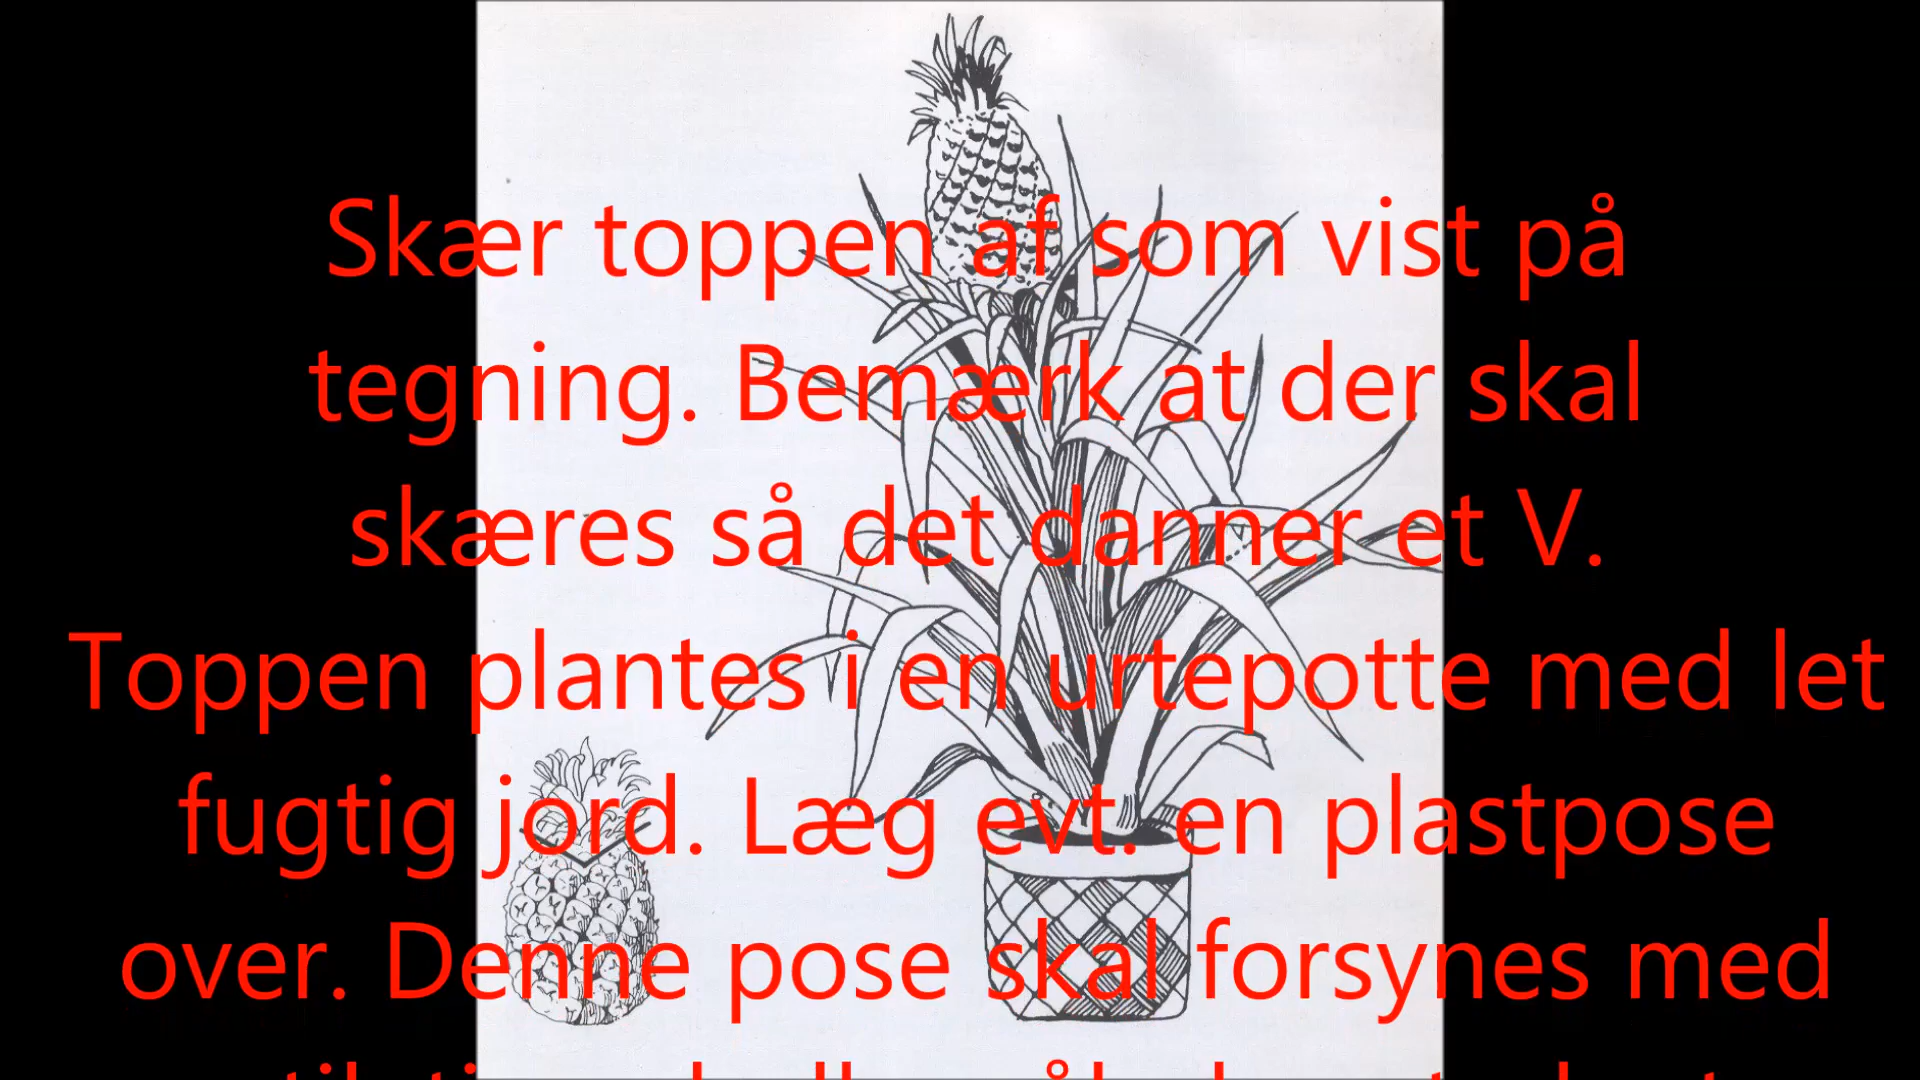 Skær toppen af som vist på
tegning. Bemærk at der skal
skæres så det danner et V.
Toppen plantes i en urtepotte med let
fugtig jord. Læg evt. en plastpose
over. Denne pose skal forsynes med